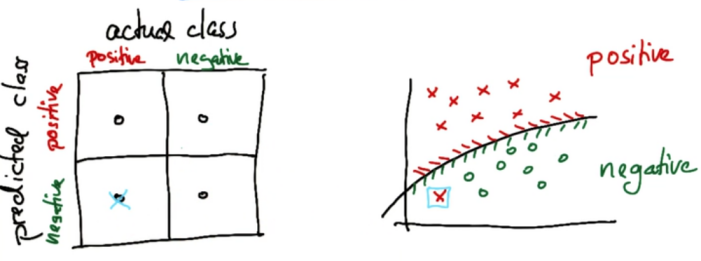 actual class
positive negative
predicted class
positive
negative
positive
negative